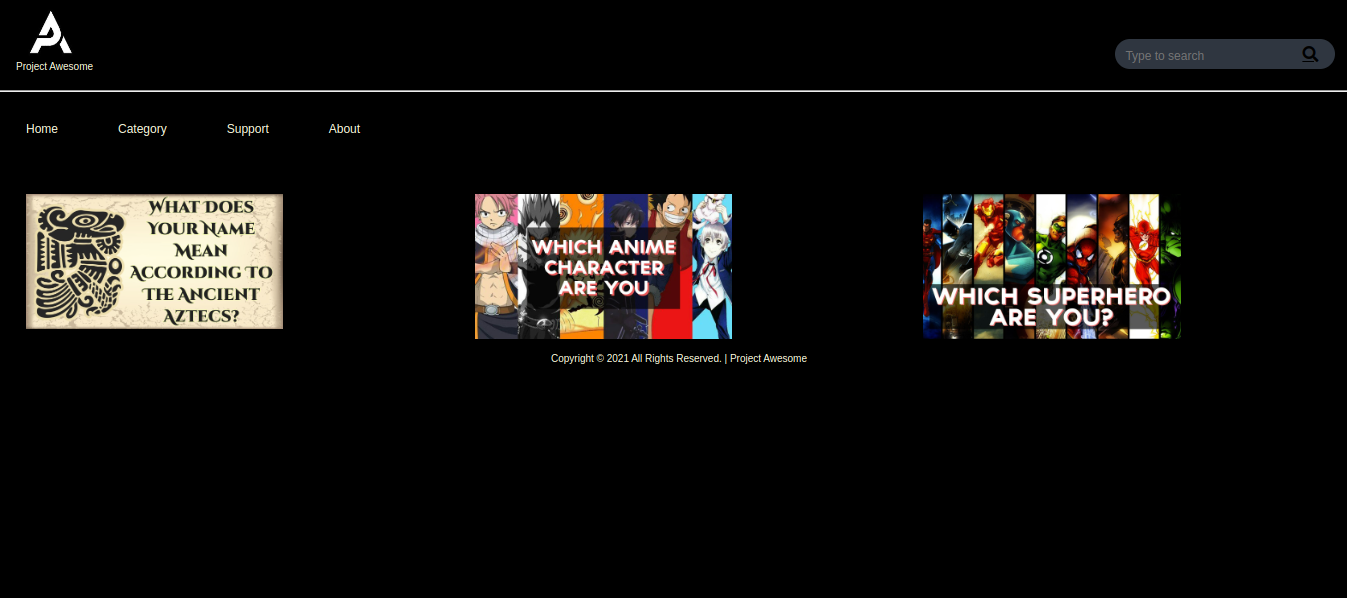 Project Awesome
Type to search
Home
Category
Support
About
WHAT DOES
YOUR NAME
MEAN
ACCORDING TO
THE ANCIENT
AZTECS?
WHICH ANIME
CHARACTER
ARE YOU
WHICH SUPERHERO
ARE YOU?
Copyright © 2021 All Rights Reserved. | Project Awesome